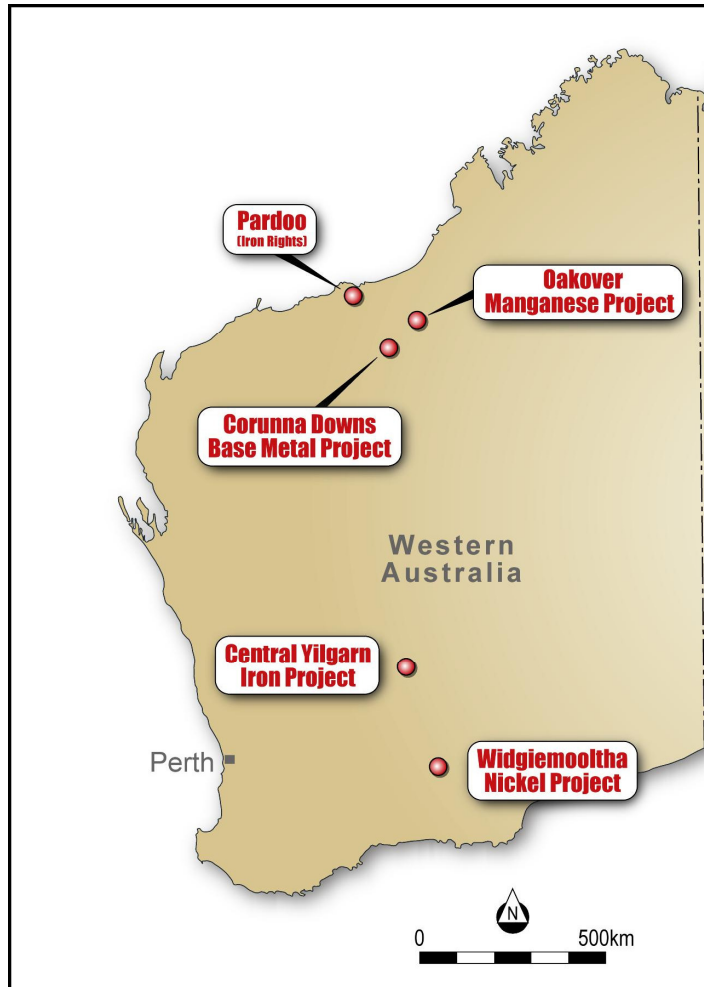 Pardoo
(Iron Rights)
Oakover
Manganese Project
Corunna Downs
Base Metal Project
Western
Australia
Central Yilgarn
Iron Project
Perth
Widgiemooltha
Nickel Project
N
0 500km